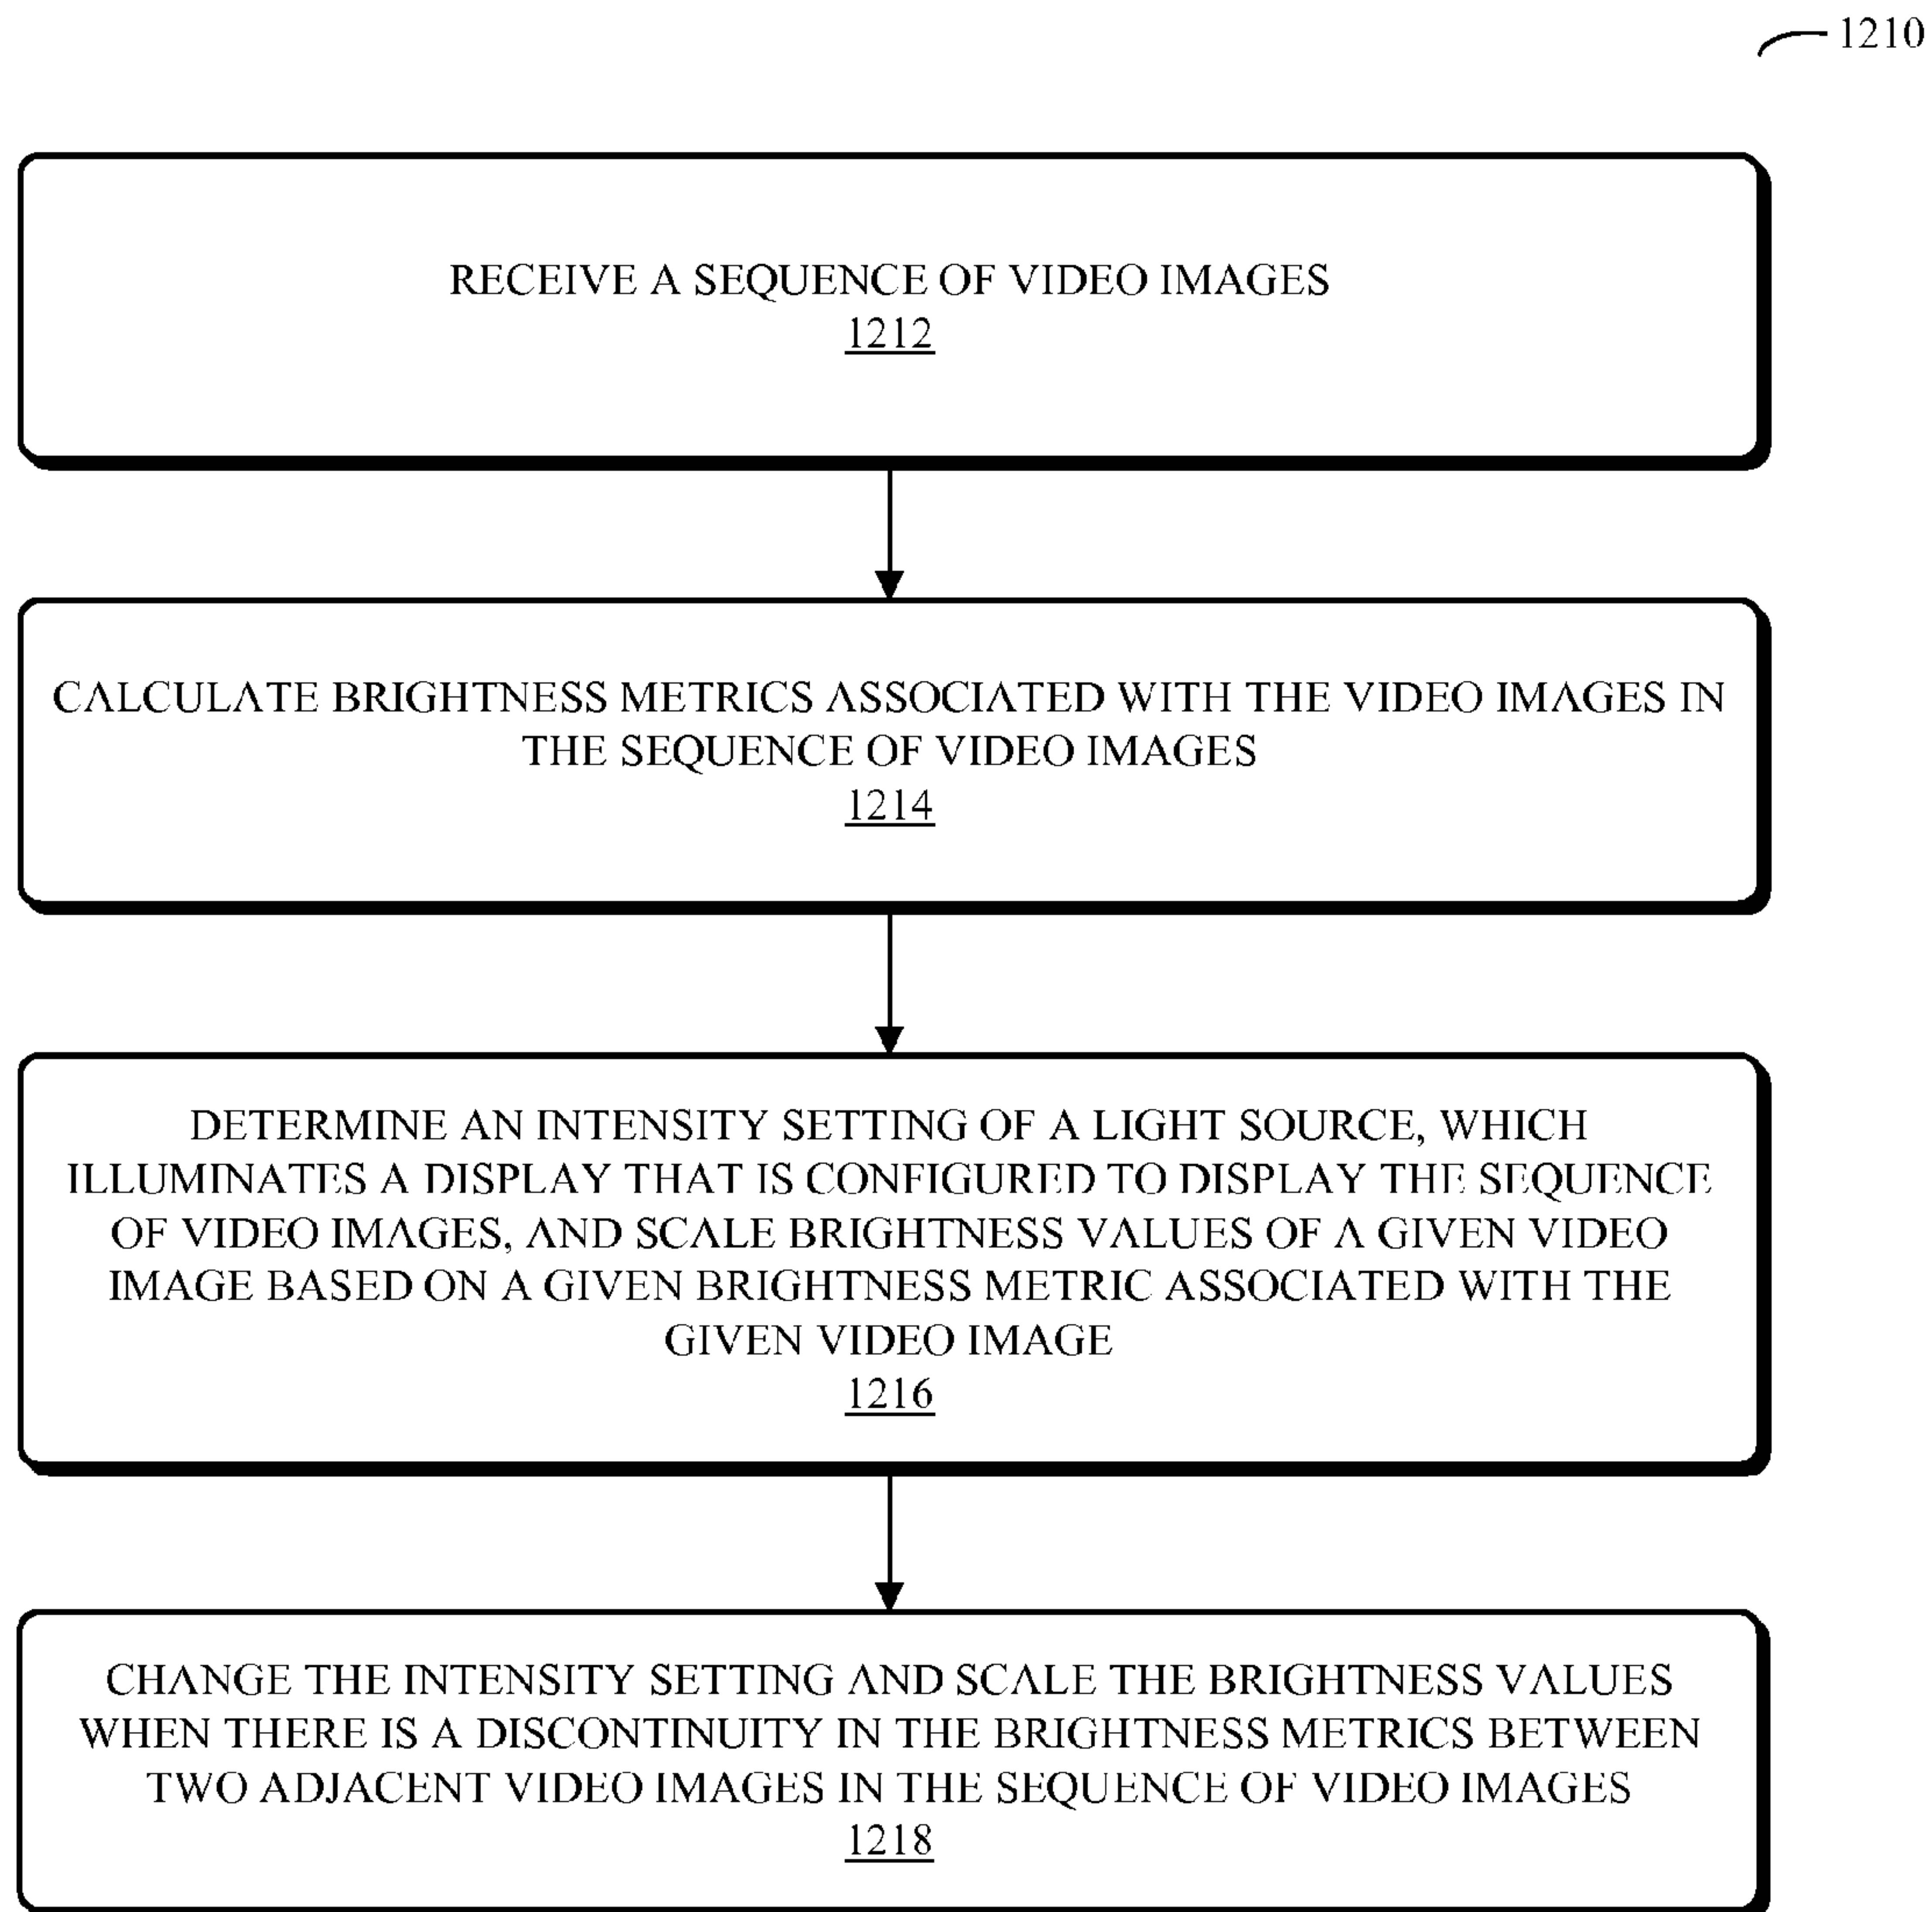 1210
RECEIVE A SEQUENCE OF VIDEO IMAGES
1212
CALCULATE BRIGHTNESS METRICS ASSOCIATED WITH THE VIDEO IMAGES IN
THE SEQUENCE OF VIDEO IMAGES
1214
DETERMINE AN INTENSITY SETTING OF A LIGHT SOURCE, WHICH
ILLUMINATES A DISPLAY THAT IS CONFIGURED TO DISPLAY THE SEQUENCE
OF VIDEO IMAGES, AND SCALE BRIGHTNESS VALUES OF A GIVEN VIDEO
IMAGE BASED ON A GIVEN BRIGHTNESS METRIC ASSOCIATED WITH THE
GIVEN VIDEO IMAGE
1216
CHANGE THE INTENSITY SETTING AND SCALE THE BRIGHTNESS VALUES
WHEN THERE IS A DISCONTINUITY IN THE BRIGHTNESS METRICS BETWEEN
TWO ADJACENT VIDEO IMAGES IN THE SEQUENCE OF VIDEO IMAGES
1218